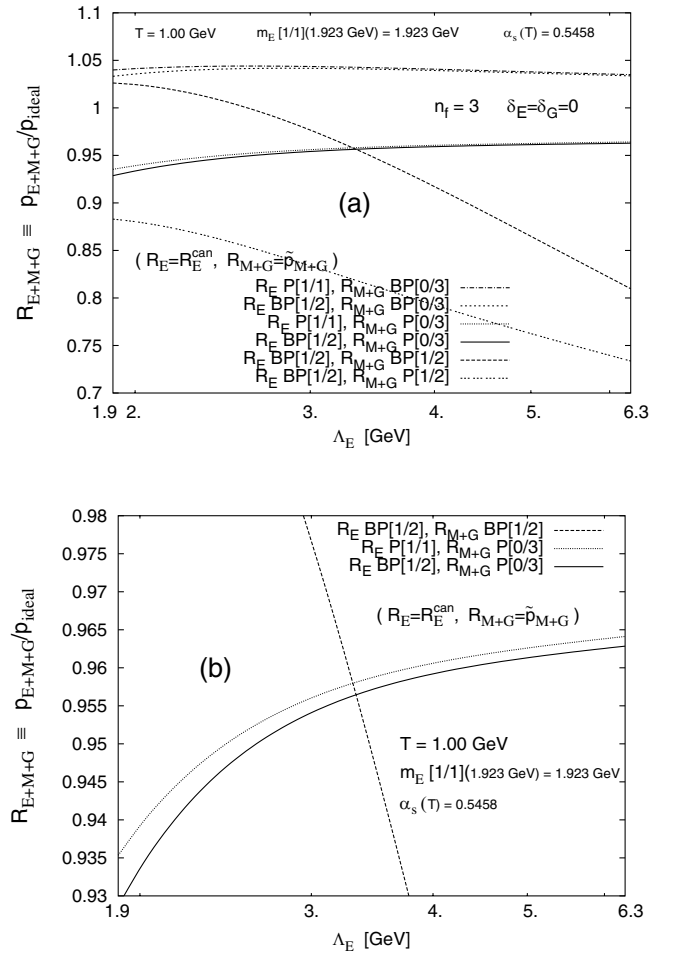 1.1
T = 1.00 GeV m_E [1/1](1.923 GeV) = 1.923 GeV α_s (T) = 0.5458
1.05
1
n_f = 3 δ_E=δ_G=0
0.95
0.9
(a)
0.85
( R_E=R_E^can, R_M+G=p̃_M+G )
R_E P[1/1], R_M+G BP[0/3]
0.8
R_E BP[1/2], R_M+G BP[0/3]
R_E P[1/1], R_M+G P[0/3]
0.75
R_E BP[1/2], R_M+G P[0/3]
R_E BP[1/2], R_M+G BP[1/2]
R_E BP[1/2], R_M+G P[1/2]
0.7
1.9 2. 3. 4. 5. 6.3
Λ_E [GeV]
R_E+M+G ≡ p_E+M+G/p_ideal
0.98
R_E BP[1/2], R_M+G BP[1/2]
R_E P[1/1], R_M+G P[0/3]
0.975
R_E BP[1/2], R_M+G P[0/3]
0.97
( R_E=R_E^can, R_M+G=p̃_M+G )
0.965
0.96
(b)
0.955
0.95
T = 1.00 GeV
0.945
m_E [1/1](1.923 GeV) = 1.923 GeV
0.94
α_s (T) = 0.5458
0.935
0.93
1.9 3. 4. 5. 6.3
Λ_E [GeV]
R_E+M+G ≡ p_E+M+G/p_ideal